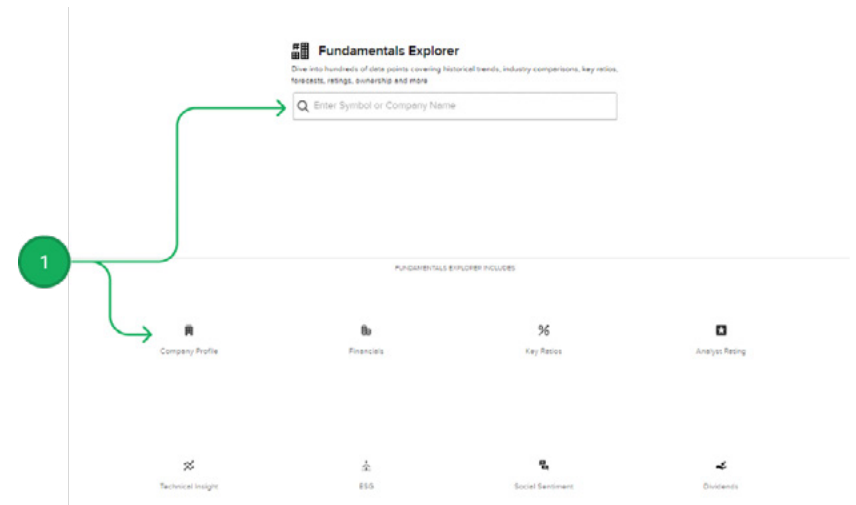 Fundamentals Explorer
Dive into hundreds of data points covering historical trends, industry comparisons, key ratios,
forecasts, ratings, ownership and more
Enter Symbol or Company Name
1
FUNDAMENTALS EXPLORER INCLUDES
Company Profile
Financials
Key Ratios
Analyst Rating
Technical Insight
ESG
Social Sentiment
Dividends